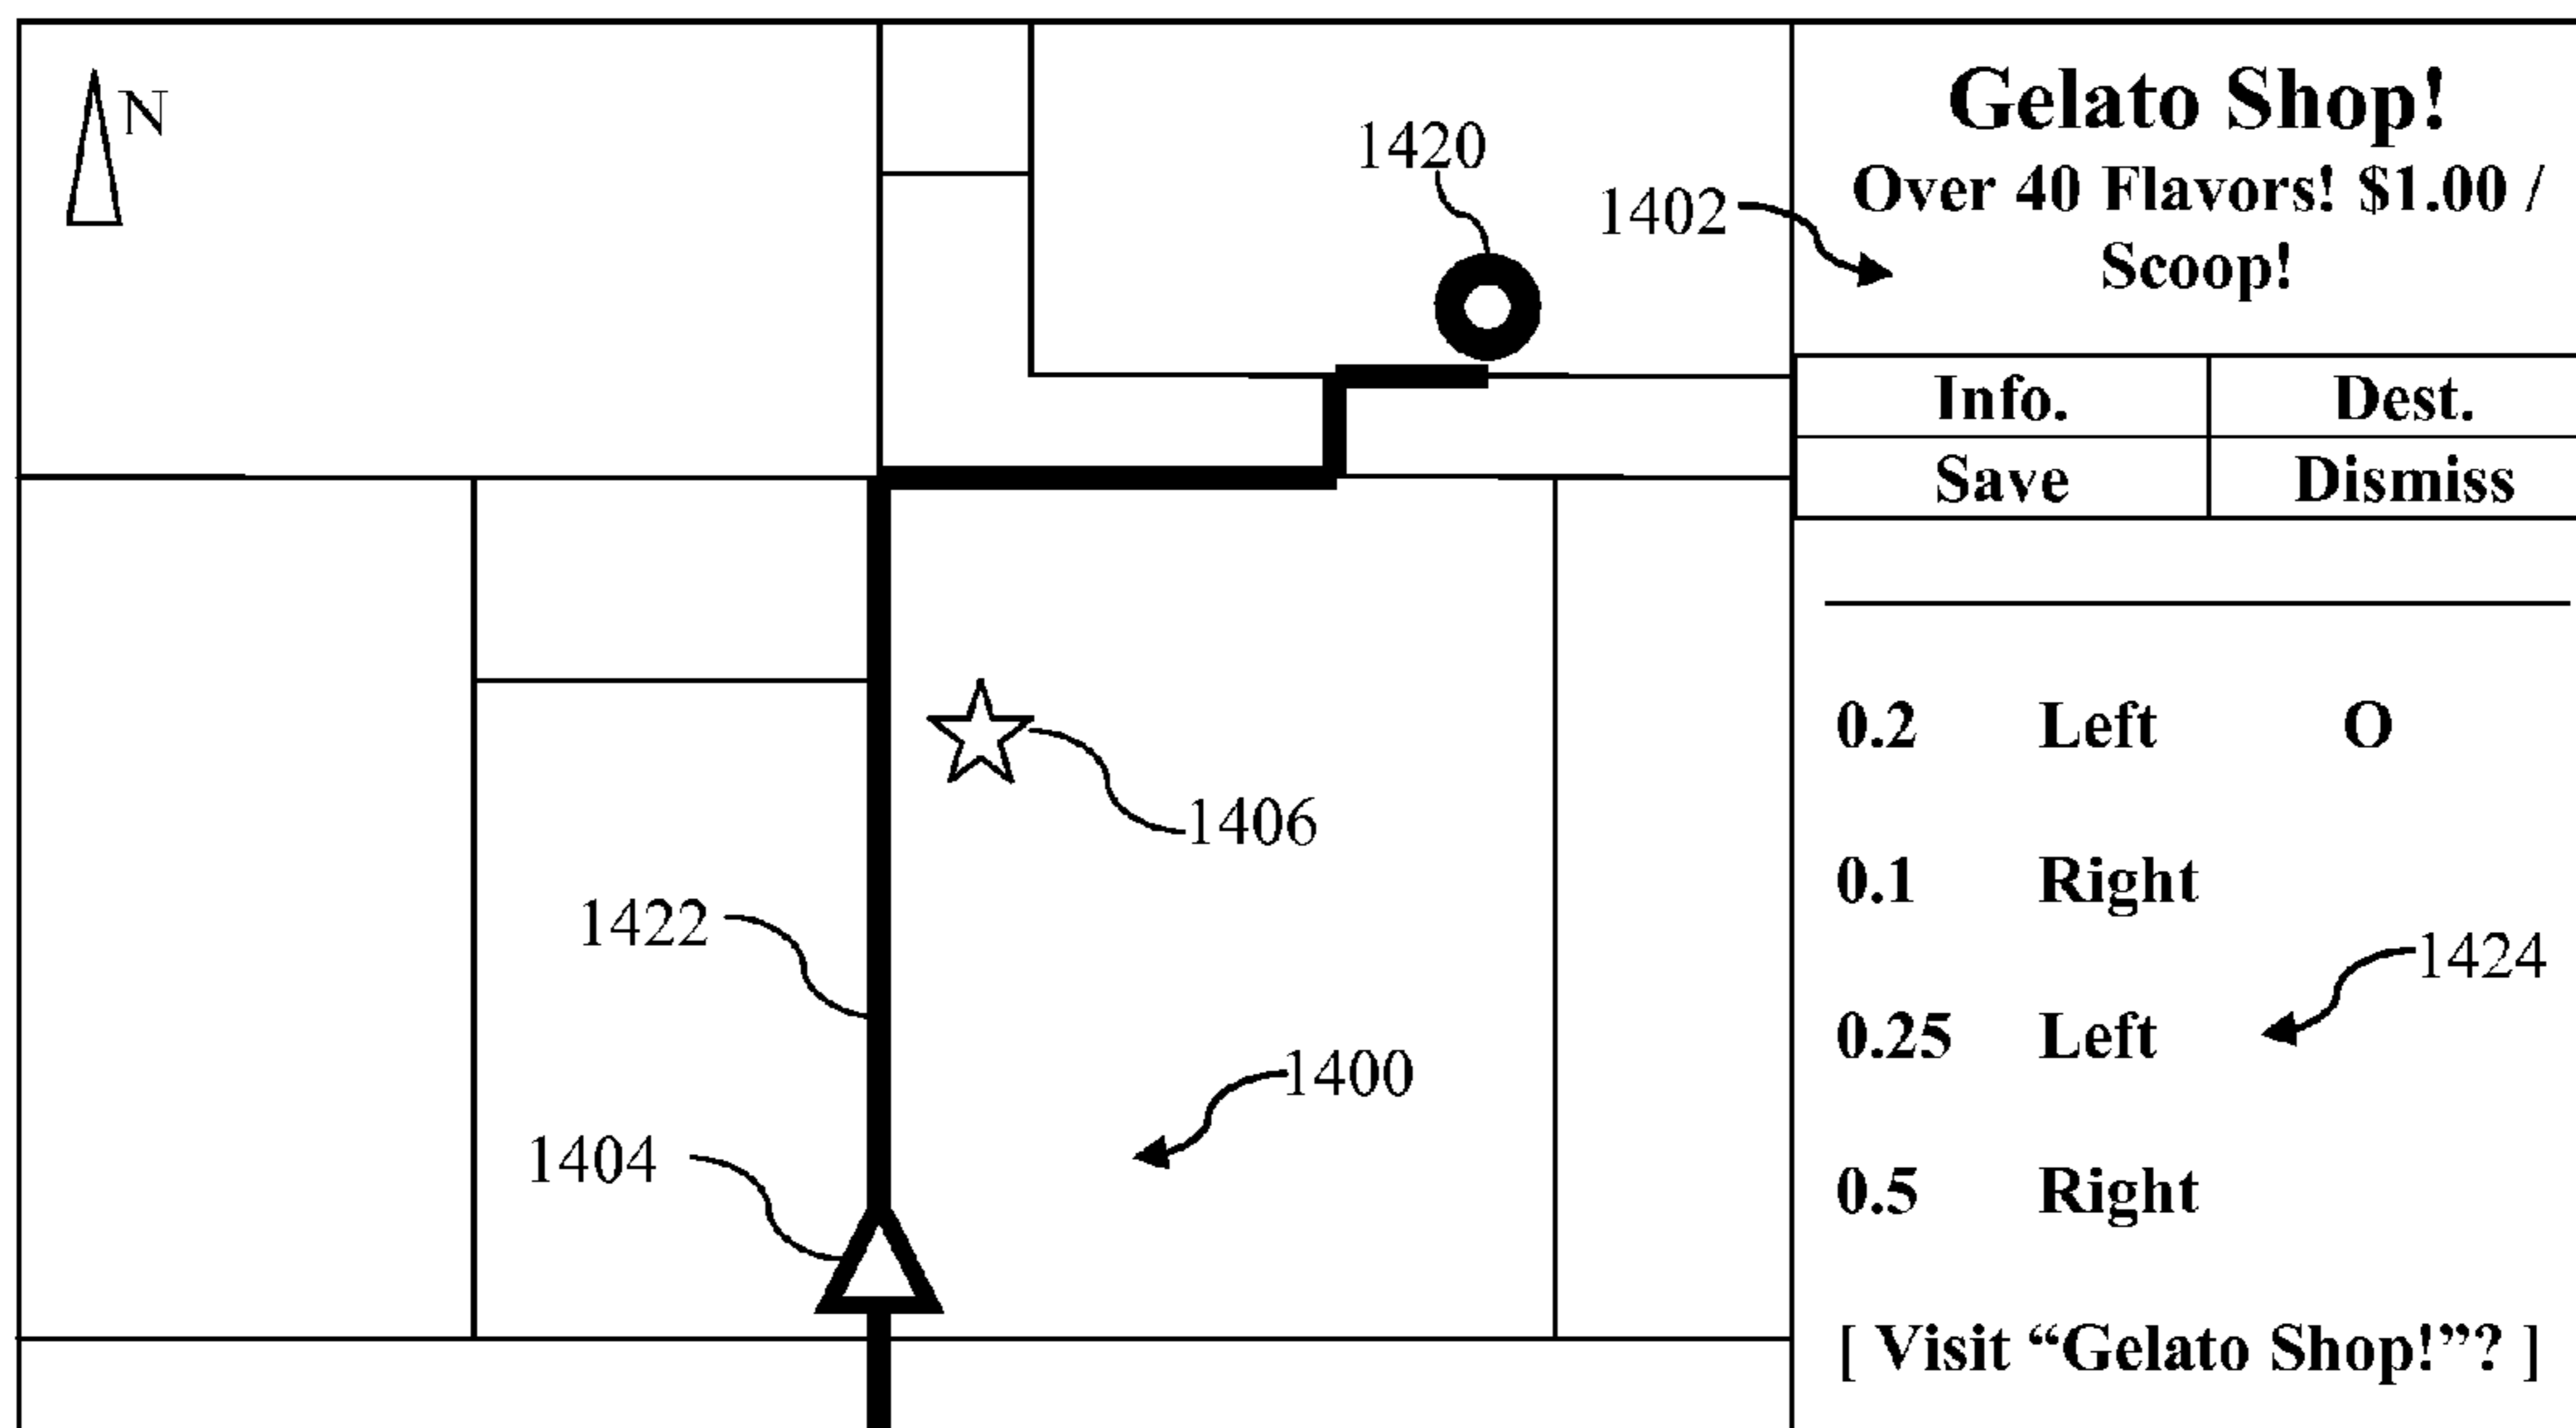 N
1420
1402
1406
1422
1400
1404
Gelato Shop!
Over 40 Flavors! $1.00 /
Scoop!
Info. Dest.
Save Dismiss
0.2 Left O
0.1 Right
1424
0.25 Left
0.5 Right
[ Visit “Gelato Shop!”? ]